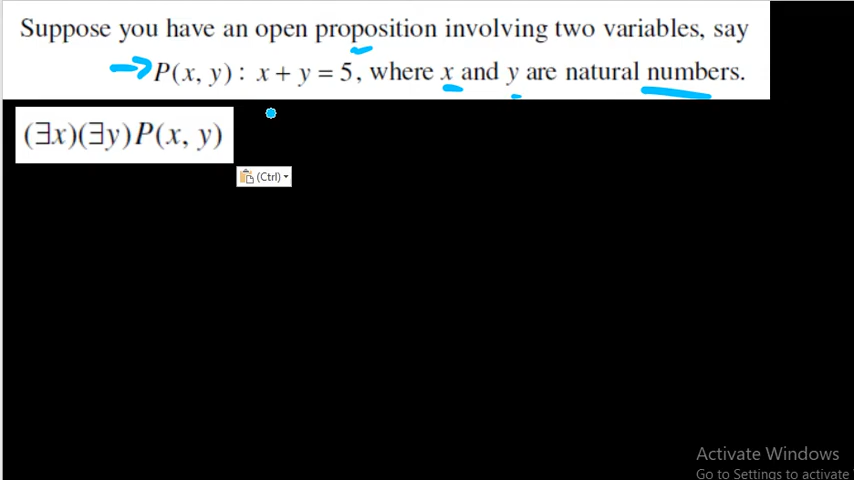 Suppose you have an open proposition involving two variables, say
P(x, y) : x + y = 5, where x and y are natural numbers.
(∃x)(∃y)P(x, y)
(Ctrl)
Activate Windows
Go to Settings to activate